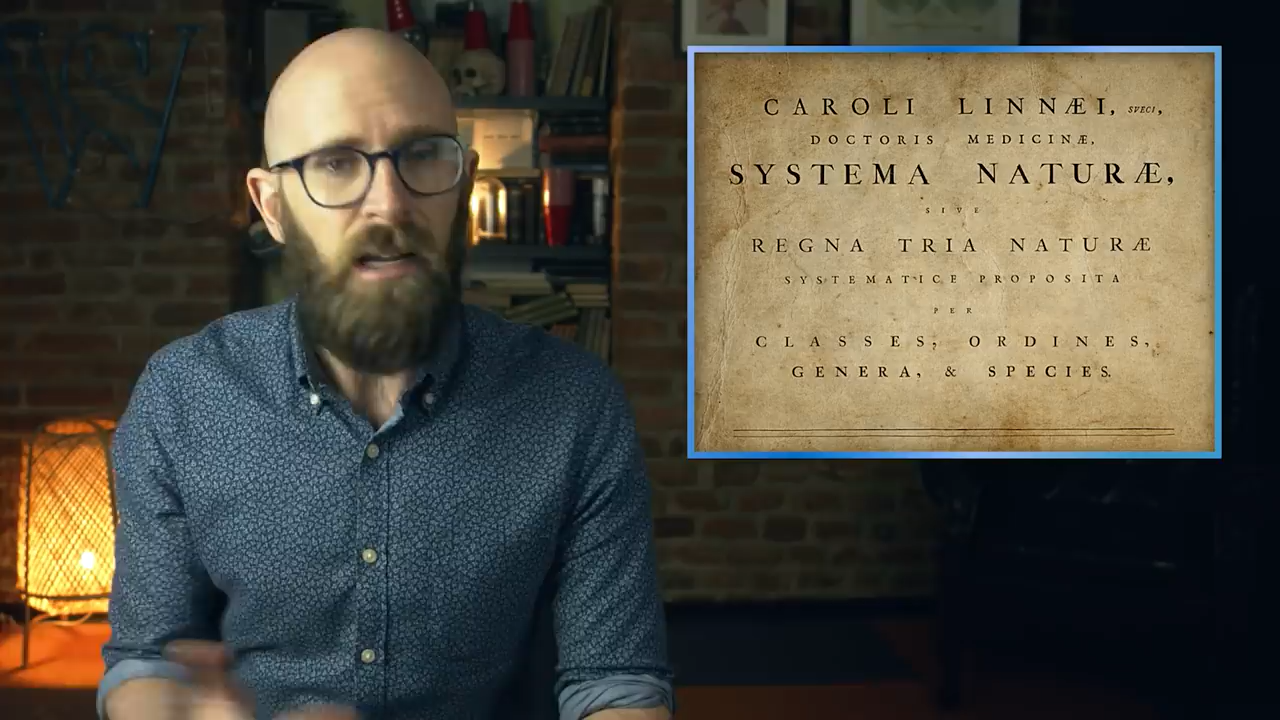 CAROLI LINNÆI, SVECI,
DOCTORIS MEDICINÆ,
SYSTEMA NATURÆ,
SIVE
REGNA TRIA NATURÆ
SYSTEMATICE PROPOSITA
PER
CLASSES, ORDINES,
GENERA, & SPECIES.